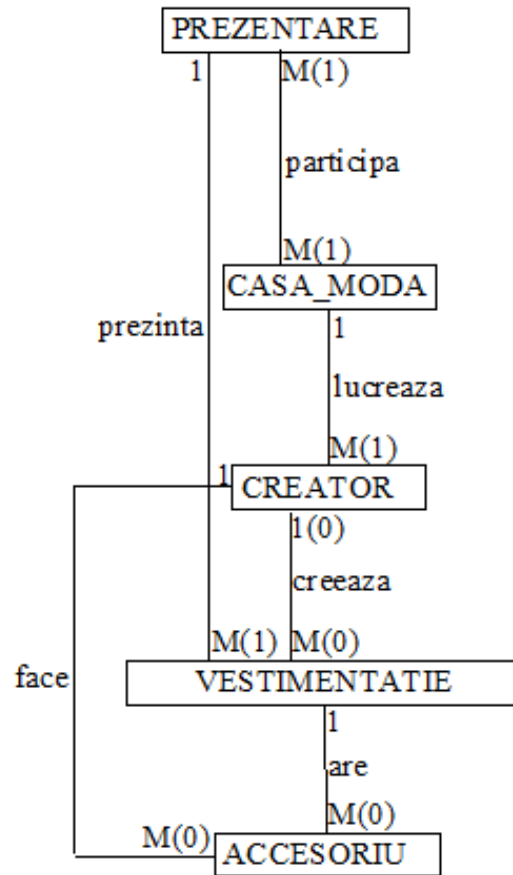 PREZENTARE
1 M(1)
participa
M(1)
CASA_MODA
prezinta
1
lucreaza
M(1)
1
CREATOR
1(0)
creeaza
M(1) M(0)
face
VESTIMENTATIE
1
are
M(0)
M(0)
ACCESORIU